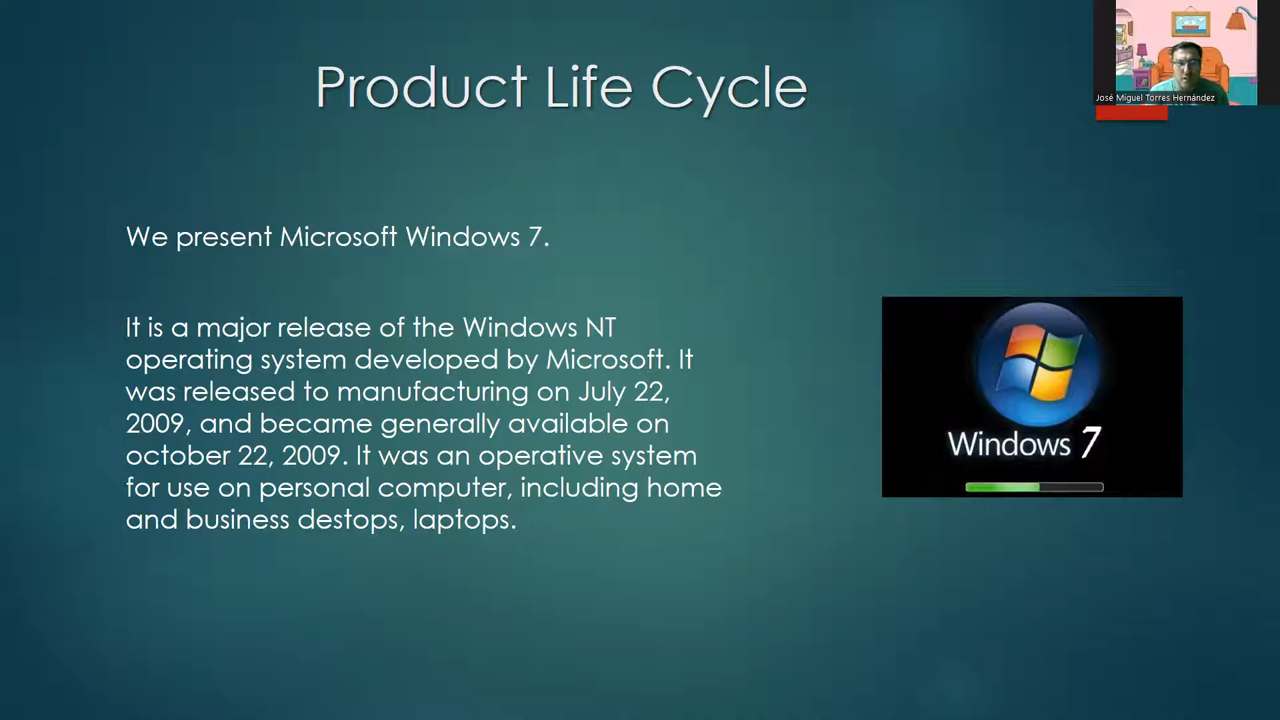 Product Life Cycle
José Miguel Torres Hernández
We present Microsoft Windows 7.
It is a major release of the Windows NT
operating system developed by Microsoft. It
was released to manufacturing on July 22,
2009, and became generally available on
october 22, 2009. It was an operative system
for use on personal computer, including home
and business destops, laptops.
Windows 7